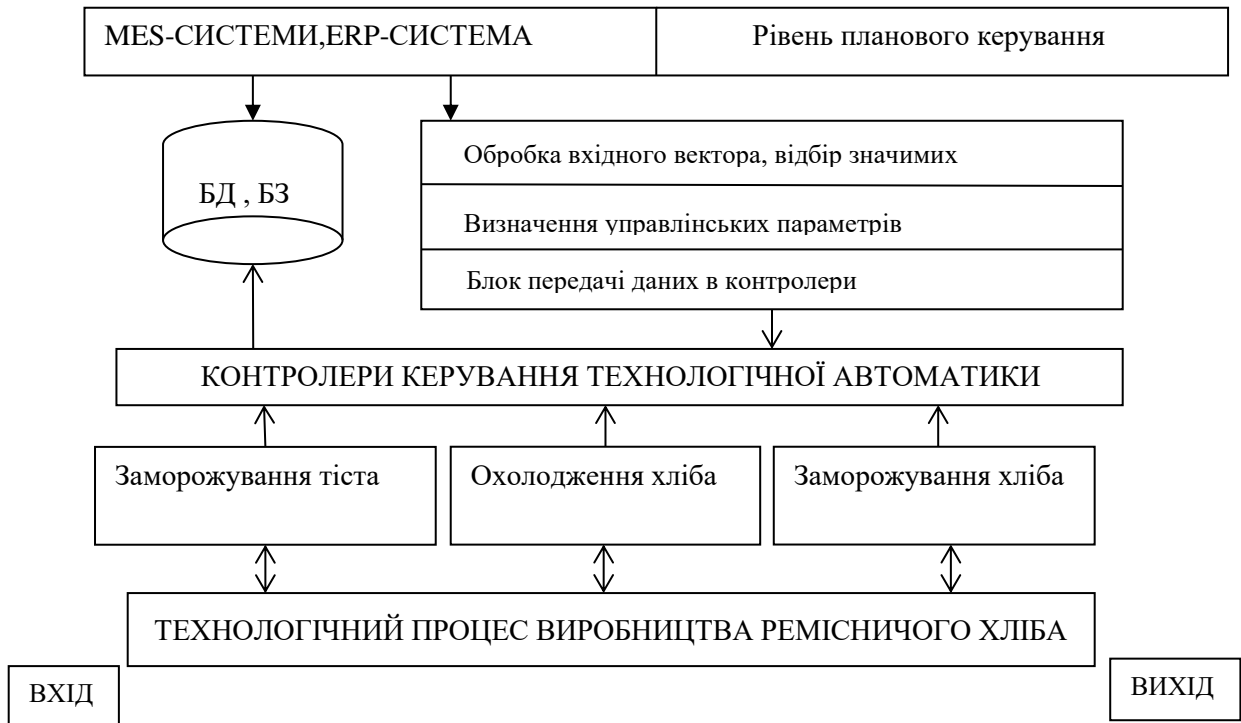 MES-СИСТЕМИ,ERP-СИСТЕМА
Рівень планового керування
БД , БЗ
Обробка вхідного вектора, відбір значимих
Визначення управлінських параметрів
Блок передачі даних в контролери
КОНТРОЛЕРИ КЕРУВАННЯ ТЕХНОЛОГІЧНОЇ АВТОМАТИКИ
Заморожування тіста
Охолодження хліба
Заморожування хліба
ТЕХНОЛОГІЧНИЙ ПРОЦЕС ВИРОБНИЦТВА РЕМІСНИЧОГО ХЛІБА
ВХІД
ВИХІД